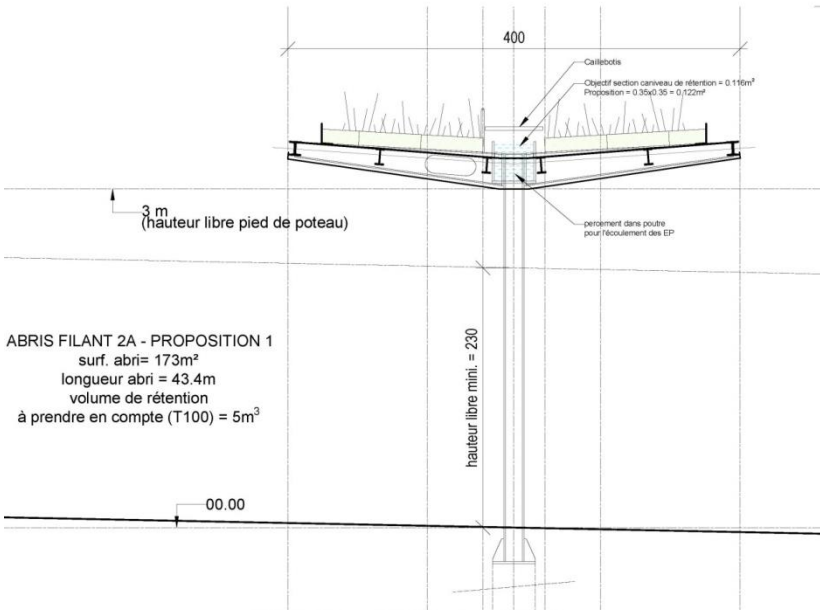 400
Caillebotis
Objectif section caniveau de rétention = 0.116m²
Proposition = 0.35x0.35 = 0.122m²
3 m
(hauteur libre pied de poteau)
percement dans poutre
pour l'écoulement des EP
hauteur libre mini. = 230
ABRIS FILANT 2A - PROPOSITION 1
surf. abri= 173m²
longueur abri = 43.4m
volume de rétention
à prendre en compte (T100) = 5m³
00.00